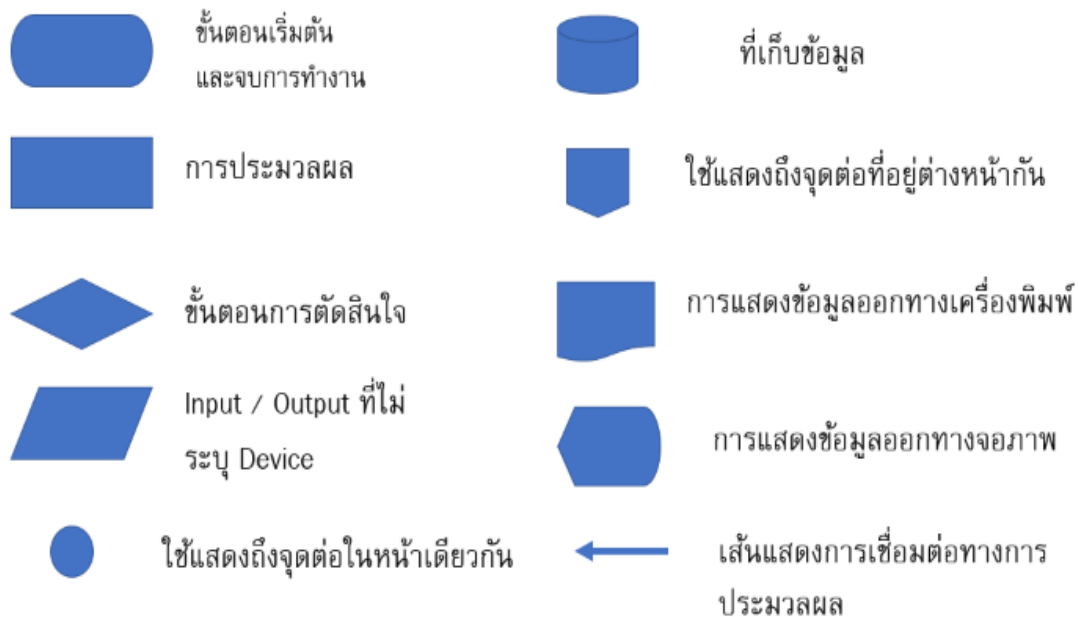 ขั้นตอนเริ่มต้น
และจบการทำงาน
การประมวลผล
ขั้นตอนการตัดสินใจ
Input / Output ที่ไม่
ระบุ Device
ใช้แสดงถึงจุดต่อในหน้าเดียวกัน
ที่เก็บข้อมูล
ใช้แสดงถึงจุดต่อที่อยู่ต่างหน้ากัน
การแสดงข้อมูลออกทางเครื่องพิมพ์
การแสดงข้อมูลออกทางจอภาพ
เส้นแสดงการเชื่อมต่อทางการ
ประมวลผล